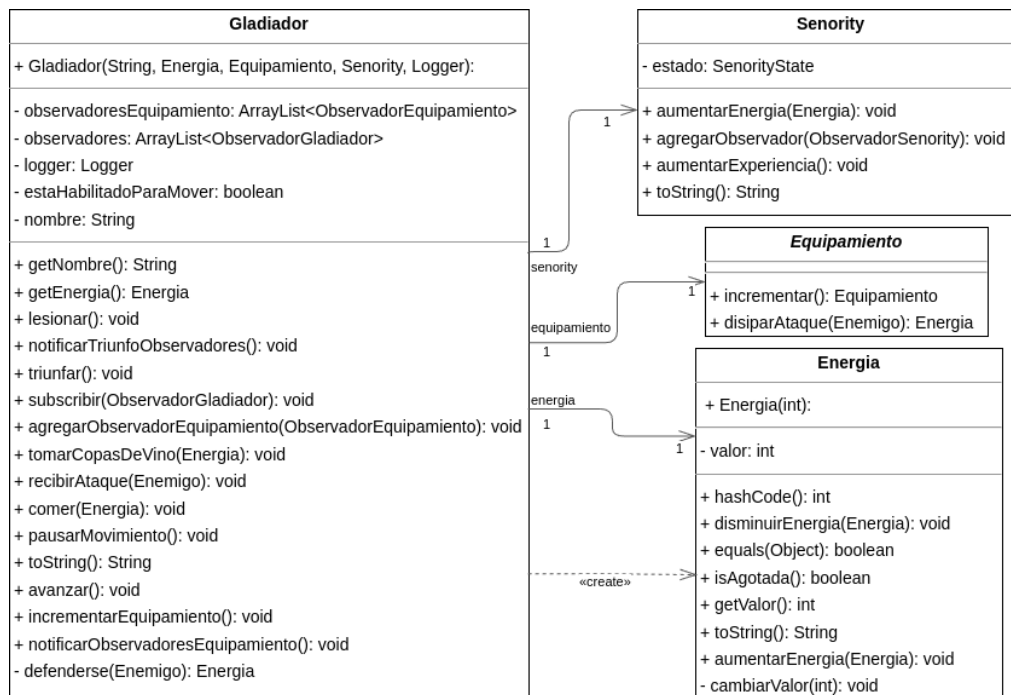 Gladiador
+ Gladiador(String, Energia, Equipamiento, Senority, Logger):
- observadoresEquipamiento: ArrayList<ObservadorEquipamiento>
- observadores: ArrayList<ObservadorGladiador>
- logger: Logger
- estaHabilitadoParaMover: boolean
- nombre: String
+ getNombre(): String
+ getEnergia(): Energia
+ lesionar(): void
+ notificarTriunfoObservadores(): void
+ triunfar(): void
+ subscribir(ObservadorGladiador): void
+ agregarObservadorEquipamiento(ObservadorEquipamiento): void
+ tomarCopasDeVino(Energia): void
+ recibirAtaque(Enemigo): void
+ comer(Energia): void
+ pausarMovimiento(): void
+ toString(): String
+ avanzar(): void
+ incrementarEquipamiento(): void
+ notificarObservadoresEquipamiento(): void
- defenderse(Enemigo): Energia
1
senority
1
equipamiento
1
1
energia
1
1
«create»
Senority
- estado: SenorityState
+ aumentarEnergia(Energia): void
+ agregarObservador(ObservadorSenority): void
+ aumentarExperiencia(): void
+ toString(): String
Equipamiento
+ incrementar(): Equipamiento
+ disiparAtaque(Enemigo): Energia
Energia
+ Energia(int):
- valor: int
+ hashCode(): int
+ disminuirEnergia(Energia): void
+ equals(Object): boolean
+ isAgotada(): boolean
+ getValor(): int
+ toString(): String
+ aumentarEnergia(Energia): void
- cambiarValor(int): void